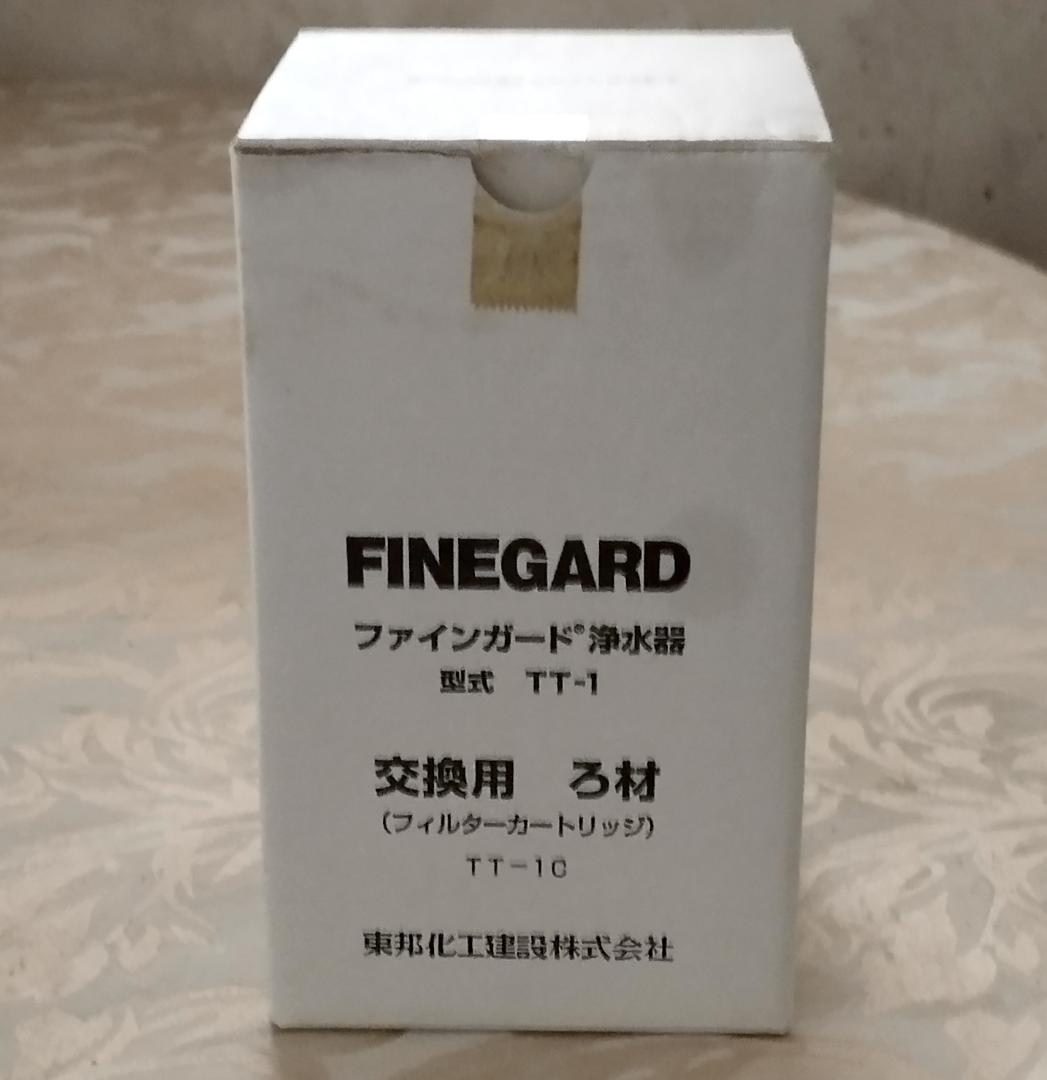 FINEGARD
ファインガード®浄水器
型式 TT-1
交換用 ろ材
(フィルターカートリッジ)
TT-1C
東邦化工建設株式会社